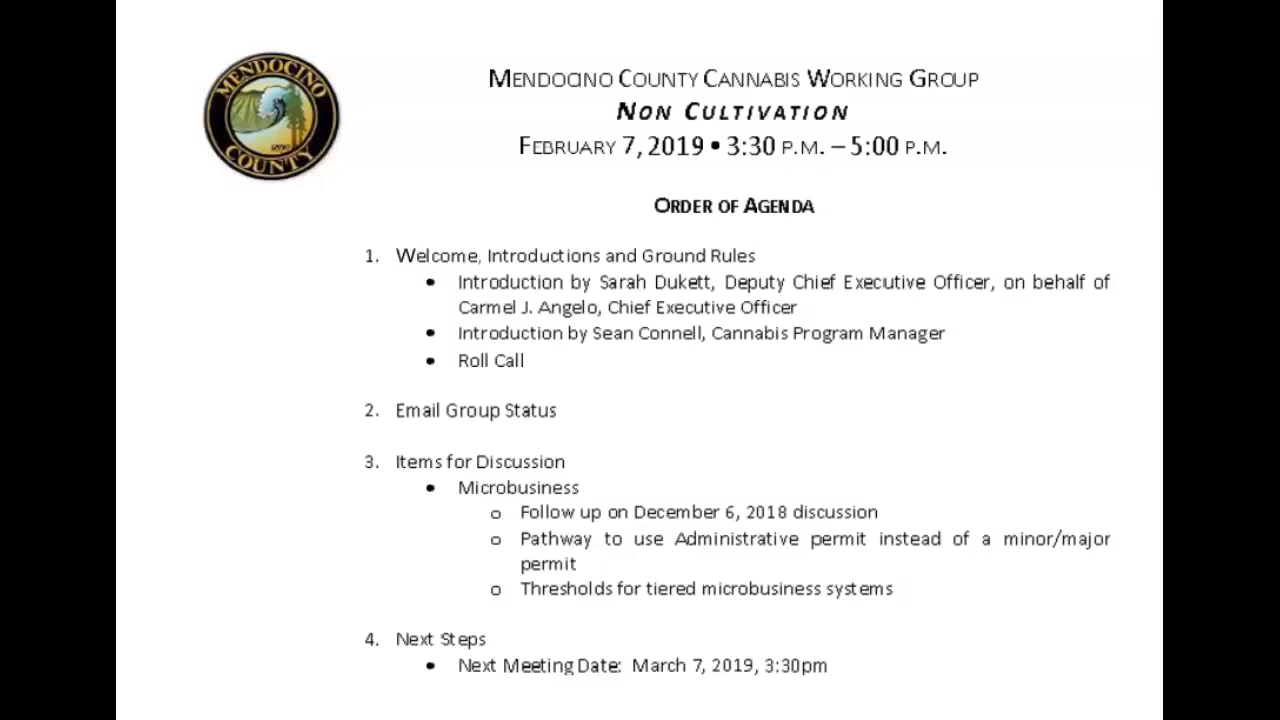 MENDOCINO
COUNTY
MENDOCINO COUNTY CANNABIS WORKING GROUP
NON CULTIVATION
FEBRUARY 7, 2019 • 3:30 P.M. – 5:00 P.M.
ORDER OF AGENDA
1. Welcome, Introductions and Ground Rules
• Introduction by Sarah Dukett, Deputy Chief Executive Officer, on behalf of
Carmel J. Angelo, Chief Executive Officer
• Introduction by Sean Connell, Cannabis Program Manager
• Roll Call
2. Email Group Status
3. Items for Discussion
• Microbusiness
o Follow up on December 6, 2018 discussion
o Pathway to use Administrative permit instead of a minor/major
permit
o Thresholds for tiered microbusiness systems
4. Next Steps
• Next Meeting Date: March 7, 2019, 3:30pm